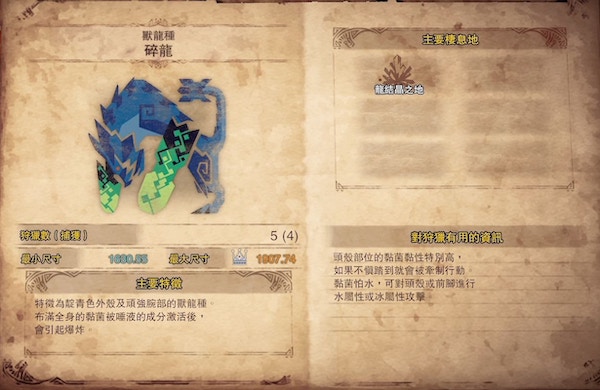 獸龍種
碎龍
狩獵數（捕獲） 5 (4)
最小尺寸 1680.55 最大尺寸 1987.74
主要特徵
特徵為靛青色外殼及頑強腕部的獸龍種。
布滿全身的黏菌被唾液的成分激活後，
會引起爆炸。
主要棲息地
龍結晶之地
對狩獵有用的資訊
頭殼部位的黏菌黏性特別高，
如果不慎踏到就會被牽制行動
黏菌怕水，可對頭殼或前腳進行
水屬性或冰屬性攻擊